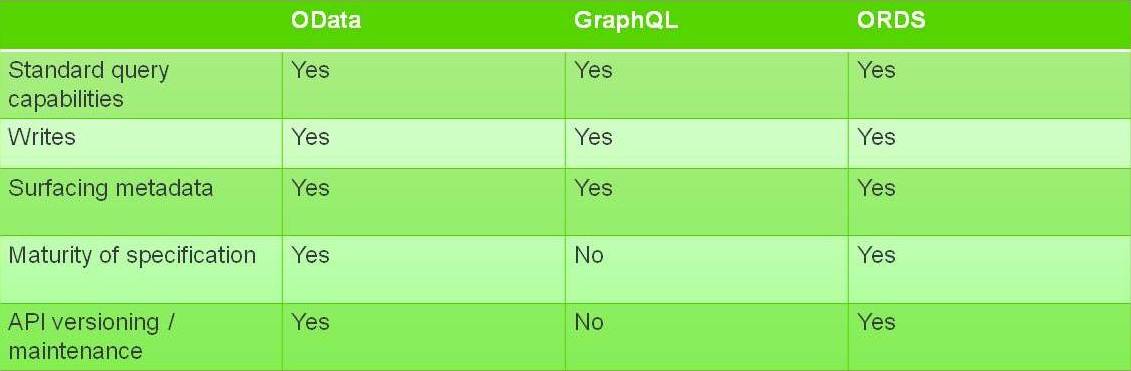 OData GraphQL ORDS
Standard query Yes Yes Yes
capabilities
Writes Yes Yes Yes
Surfacing metadata Yes Yes Yes
Maturity of specification Yes No Yes
API versioning / Yes No Yes
maintenance